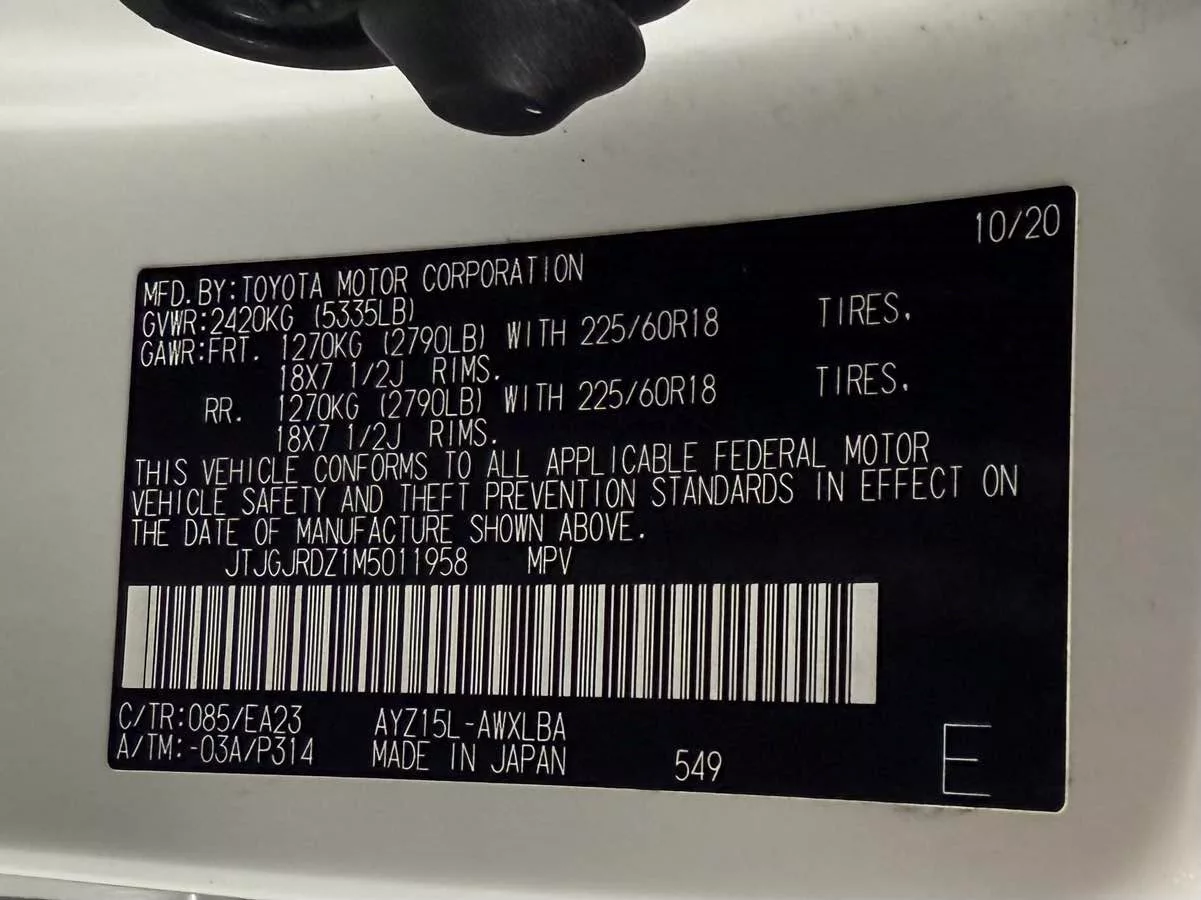 10/20
MFD.BY:TOYOTA MOTOR CORPORATION
GVWR:2420KG (5335LB)
GAWR:FRT. 1270KG (2790LB) WITH 225/60R18 TIRES.
18X7 1/2J RIMS.
RR. 1270KG (2790LB) WITH 225/60R18 TIRES.
18X7 1/2J RIMS.
THIS VEHICLE CONFORMS TO ALL APPLICABLE FEDERAL MOTOR
VEHICLE SAFETY AND THEFT PREVENTION STANDARDS IN EFFECT ON
THE DATE OF MANUFACTURE SHOWN ABOVE.
JTJGJRDZ1M5011958 MPV
C/TR:085/EA23 AYZ15L-AWXLBA
A/TM:-03A/P314 MADE IN JAPAN 549 E